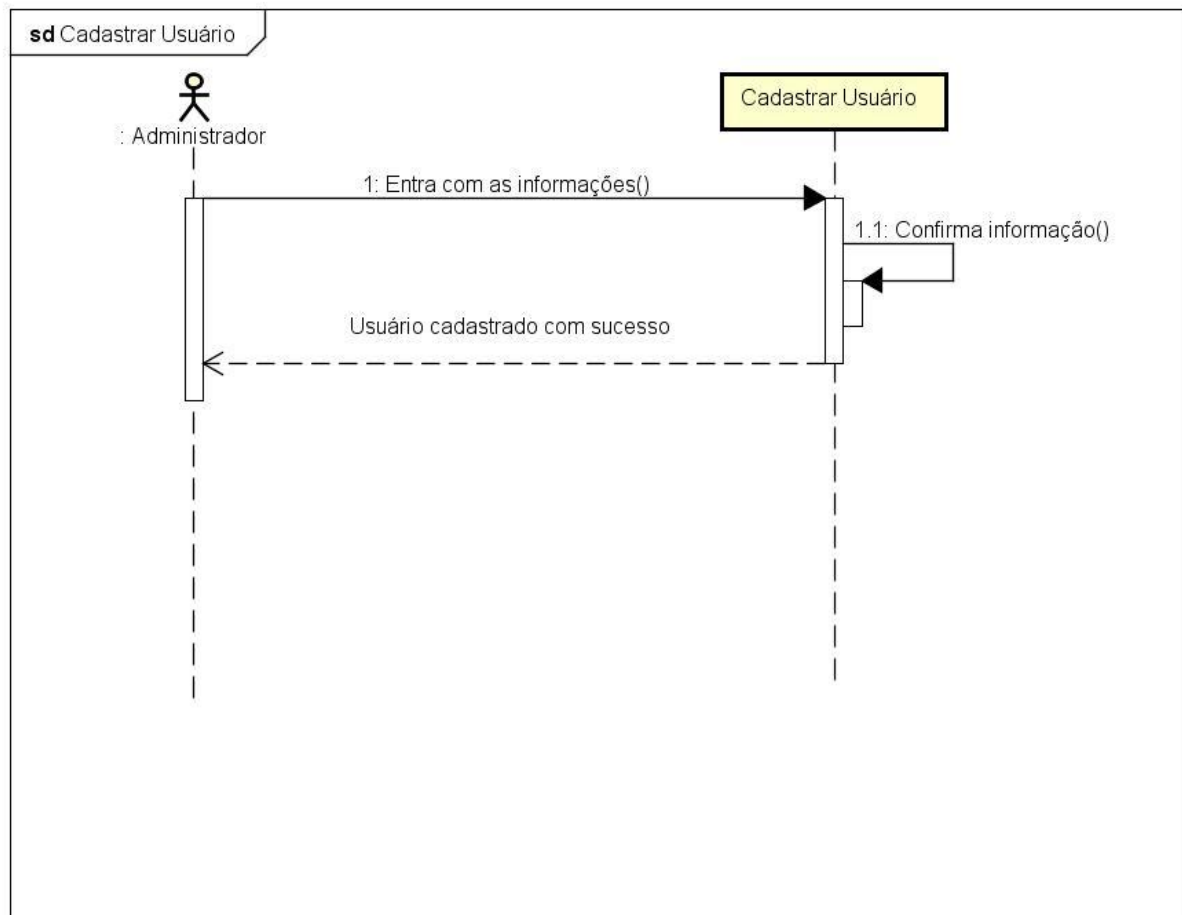 sd Cadastrar Usuário
: Administrador
Cadastrar Usuário
1: Entra com as informações()
1.1: Confirma informação()
Usuário cadastrado com sucesso